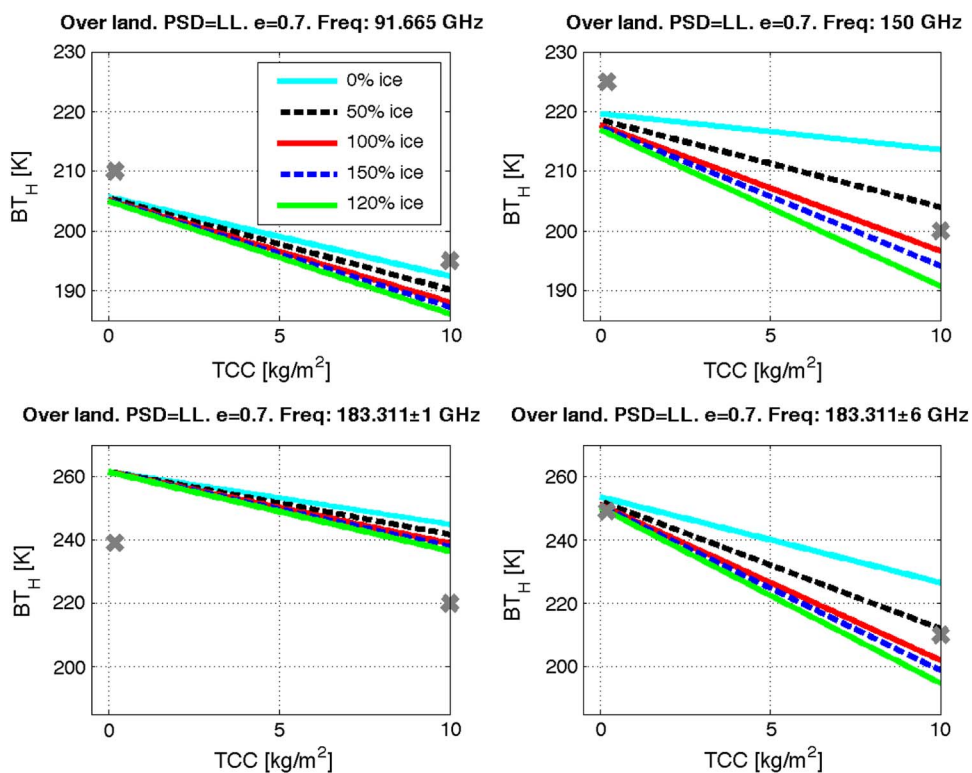 Over land. PSD=LL. e=0.7. Freq: 91.665 GHz
230
220
210
200
190
BT_H [K]
0% ice
50% ice
100% ice
150% ice
120% ice
0 5 10
TCC [kg/m²]
Over land. PSD=LL. e=0.7. Freq: 150 GHz
230
220
210
200
190
BT_H [K]
0 5 10
TCC [kg/m²]
Over land. PSD=LL. e=0.7. Freq: 183.311±1 GHz
260
240
220
200
BT_H [K]
0 5 10
TCC [kg/m²]
Over land. PSD=LL. e=0.7. Freq: 183.311±6 GHz
260
240
220
200
BT_H [K]
0 5 10
TCC [kg/m²]